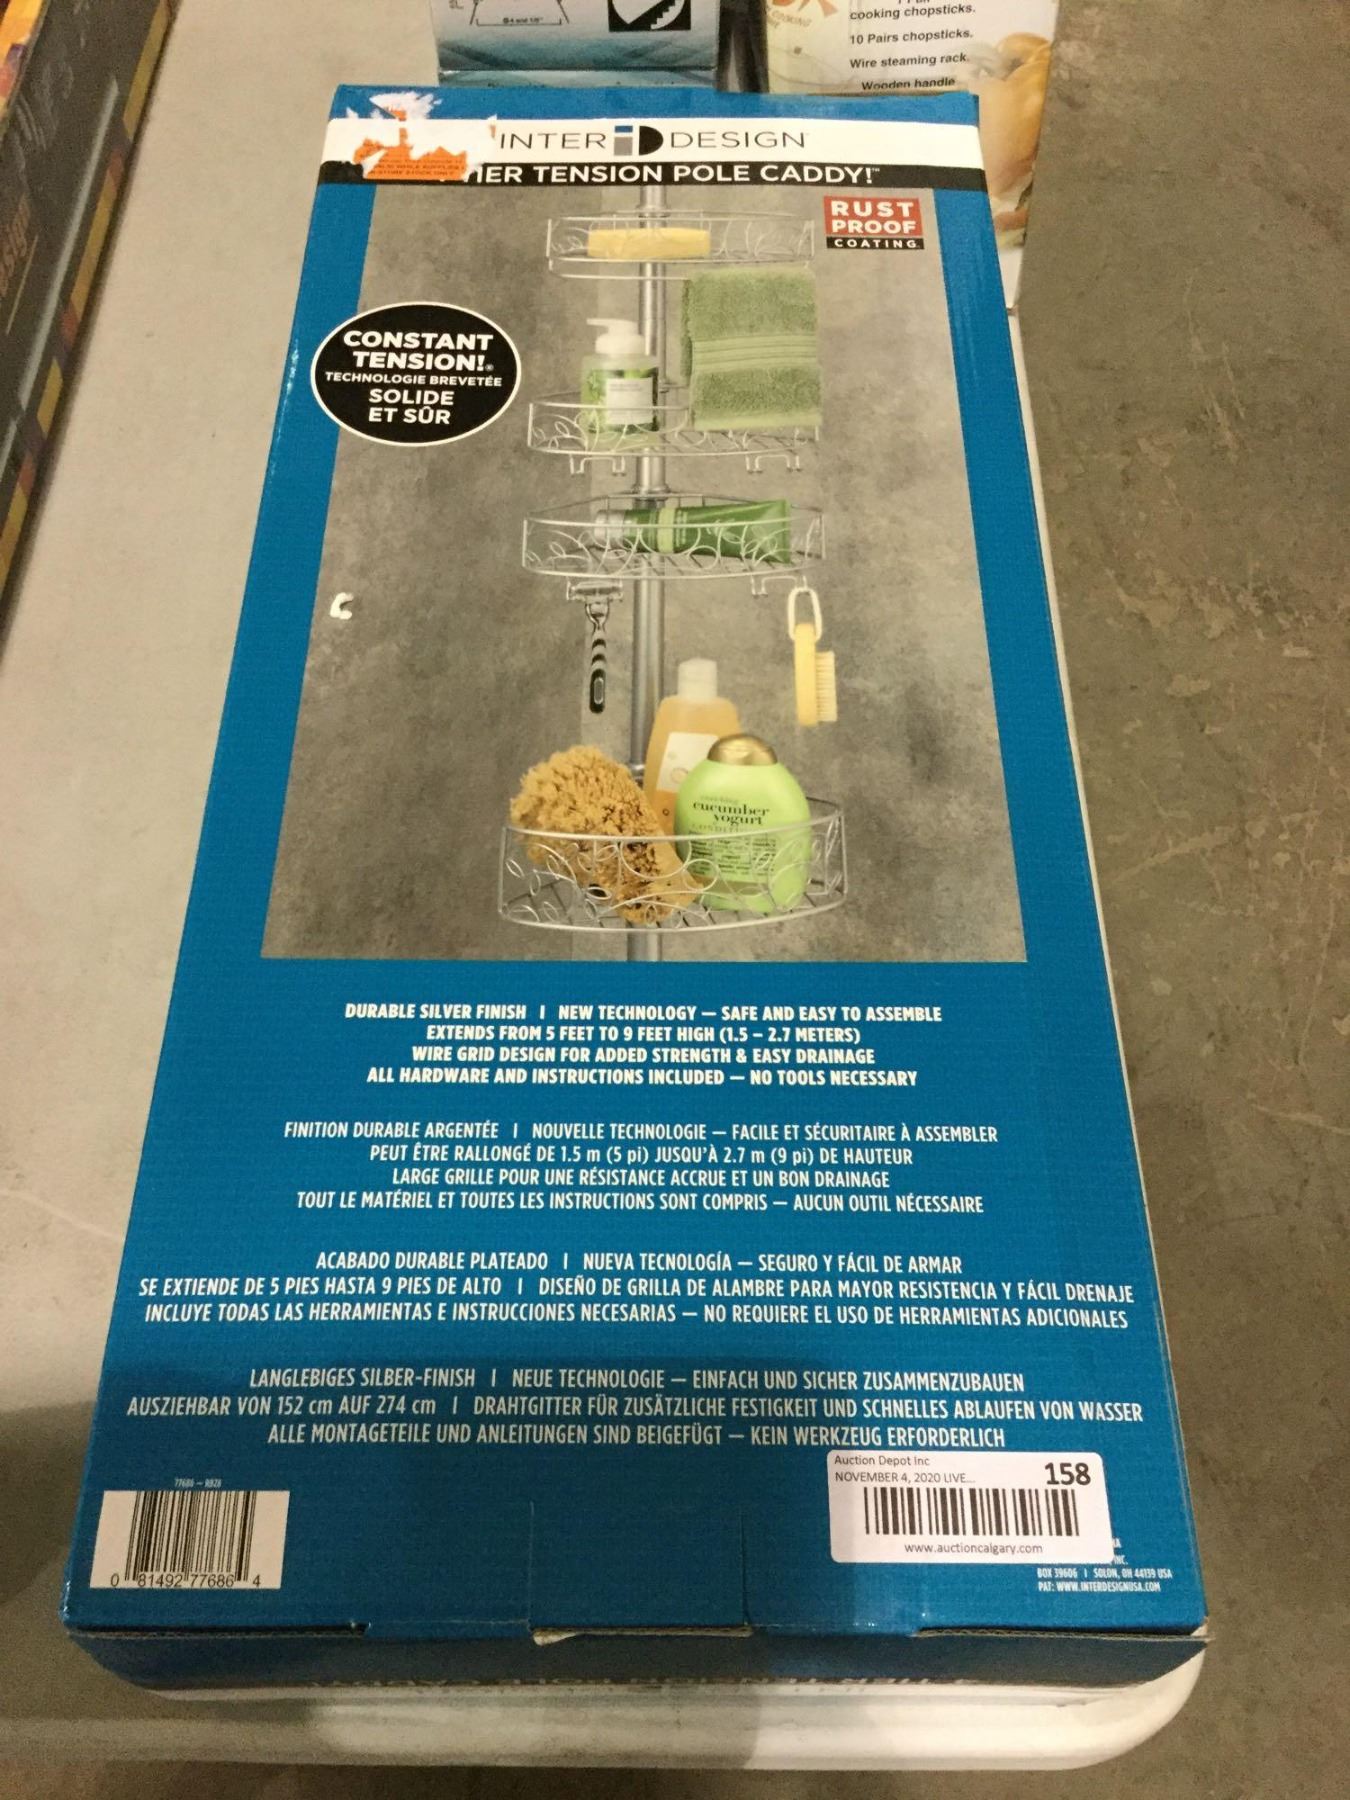 cooking chopsticks.
10 Pairs chopsticks.
Wire steaming rack.
Wooden handle
INTER DESIGN
TIER TENSION POLE CADDY!™
RUST
PROOF
COATING
CONSTANT
TENSION!®
TECHNOLOGIE BREVETÉE
SOLIDE
ET SÛR
cucumber
yogurt
DURABLE SILVER FINISH | NEW TECHNOLOGY — SAFE AND EASY TO ASSEMBLE
EXTENDS FROM 5 FEET TO 9 FEET HIGH (1.5 – 2.7 METERS)
WIRE GRID DESIGN FOR ADDED STRENGTH & EASY DRAINAGE
ALL HARDWARE AND INSTRUCTIONS INCLUDED — NO TOOLS NECESSARY
FINITION DURABLE ARGENTÉE | NOUVELLE TECHNOLOGIE — FACILE ET SÉCURITAIRE À ASSEMBLER
PEUT ÊTRE RALLONGÉ DE 1.5 m (5 pi) JUSQU'À 2.7 m (9 pi) DE HAUTEUR
LARGE GRILLE POUR UNE RÉSISTANCE ACCRUE ET UN BON DRAINAGE
TOUT LE MATÉRIEL ET TOUTES LES INSTRUCTIONS SONT COMPRIS — AUCUN OUTIL NÉCESSAIRE
ACABADO DURABLE PLATEADO | NUEVA TECNOLOGÍA — SEGURO Y FÁCIL DE ARMAR
SE EXTIENDE DE 5 PIES HASTA 9 PIES DE ALTO | DISEÑO DE GRILLA DE ALAMBRE PARA MAYOR RESISTENCIA Y FÁCIL DRENAJE
INCLUYE TODAS LAS HERRAMIENTAS E INSTRUCCIONES NECESARIAS — NO REQUIERE EL USO DE HERRAMIENTAS ADICIONALES
LANGLEBIGES SILBER-FINISH | NEUE TECHNOLOGIE — EINFACH UND SICHER ZUSAMMENZUBAUEN
AUSZIEHBAR VON 152 cm AUF 274 cm | DRAHTGITTER FÜR ZUSÄTZLICHE FESTIGKEIT UND SCHNELLES ABLAUFEN VON WASSER
ALLE MONTAGETEILE UND ANLEITUNGEN SIND BEIGEFÜGT — KEIN WERKZEUG ERFORDERLICH
Auction Depot Inc
NOVEMBER 4, 2020 LIVE...
158
www.auctioncalgary.com
INC.
BOX 39606 | SOLON, OH 44139 USA
PAT: WWW.INTERDESIGNUSA.COM
0 81492 77686 4